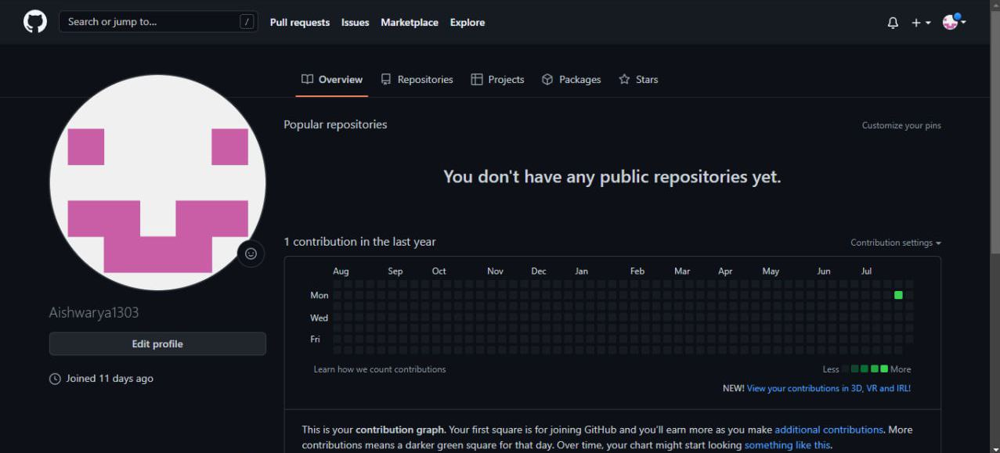 Search or jump to... /
Pull requests Issues Marketplace Explore
Overview Repositories Projects Packages Stars
Popular repositories Customize your pins
You don't have any public repositories yet.
1 contribution in the last year Contribution settings
Aug Sep Oct Nov Dec Jan Feb Mar Apr May Jun Jul
Mon
Wed
Fri
Learn how we count contributions Less More
NEW! View your contributions in 3D, VR and IRL!
This is your contribution graph. Your first square is for joining GitHub and you'll earn more as you make additional contributions. More
contributions means a darker green square for that day. Over time, your chart might start looking something like this.
Aishwarya1303
Edit profile
Joined 11 days ago